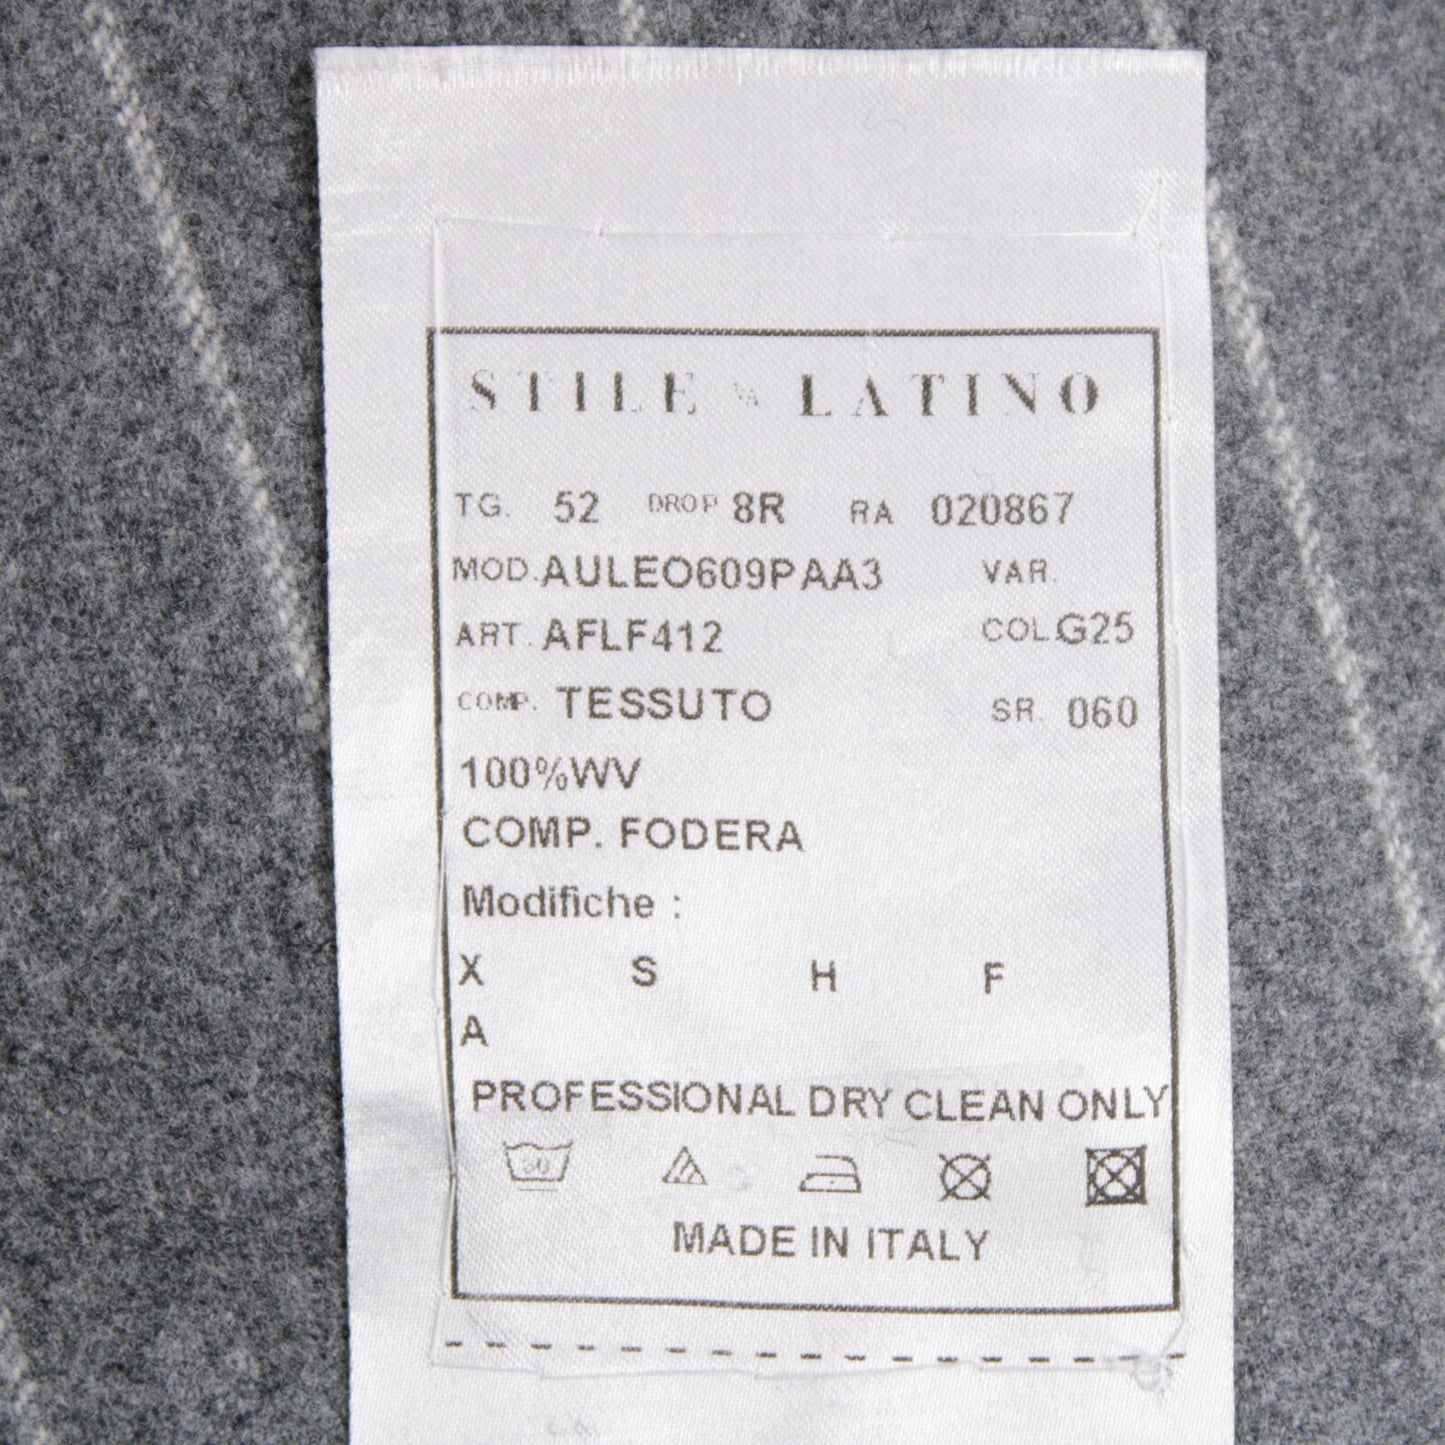 STILE LATINO
TG. 52 DROP 8R RA 020867
MOD.AULEO609PAA3 VAR.
ART. AFLF412 COL.G25
COMP. TESSUTO SR. 060
100%WV
COMP. FODERA
Modifiche :
X S H F
A
PROFESSIONAL DRY CLEAN ONLY
30
MADE IN ITALY